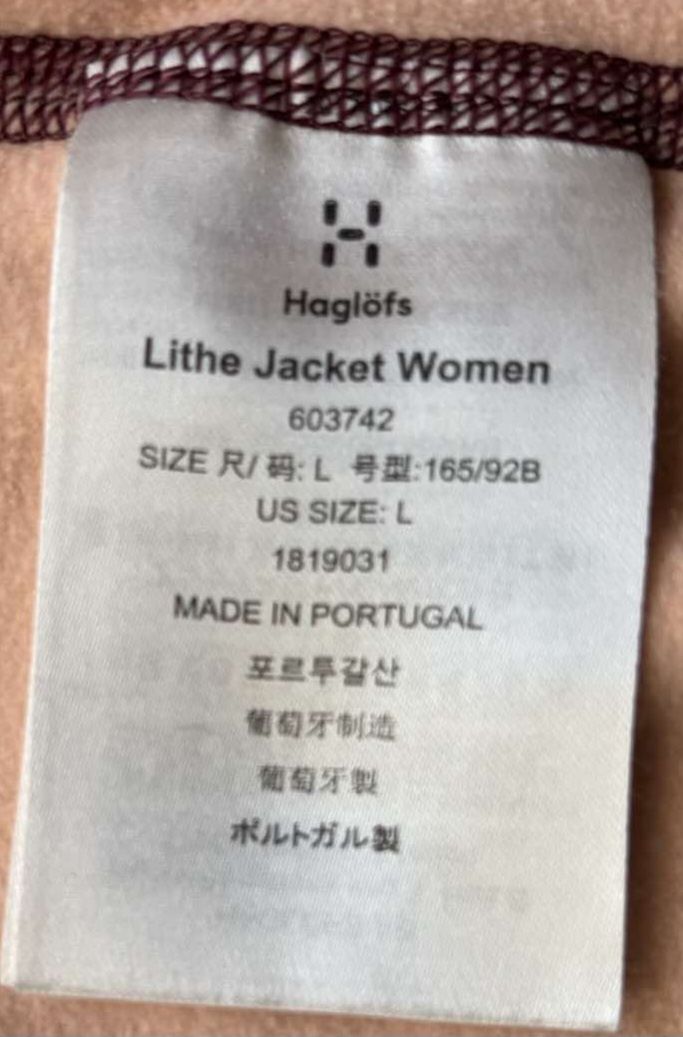 Haglöfs
Lithe Jacket Women
603742
SIZE 尺/ 码: L 号型:165/92B
US SIZE: L
1819031
MADE IN PORTUGAL
포르투갈산
葡萄牙制造
葡萄牙製
ポルトガル製